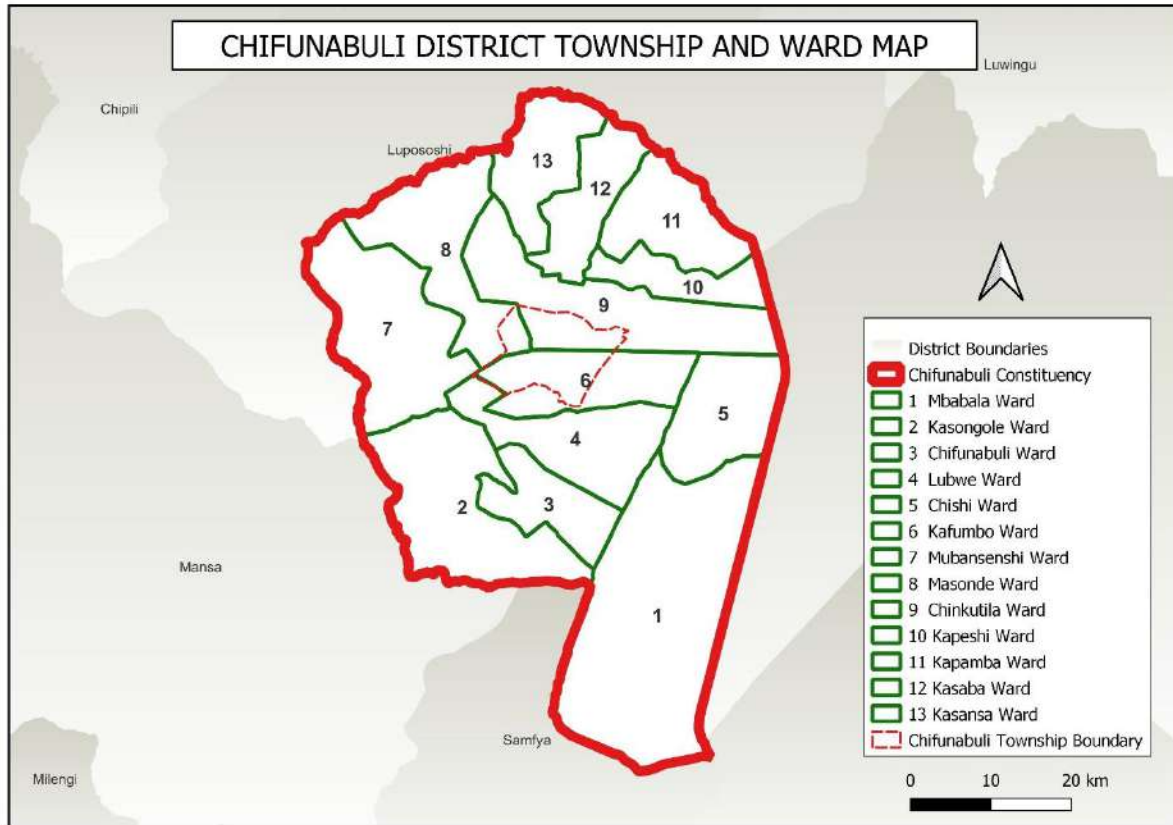 CHIFUNABULI DISTRICT TOWNSHIP AND WARD MAP
Luwingu
Chipili
Lupososhi
13
12
11
8
10
9
7
6
5
4
2
3
1
Mansa
Samfya
Milengi
District Boundaries
Chifunabuli Constituency
1 Mbabala Ward
2 Kasongole Ward
3 Chifunabuli Ward
4 Lubwe Ward
5 Chishi Ward
6 Kafumbo Ward
7 Mubansenshi Ward
8 Masonde Ward
9 Chinkutila Ward
10 Kapeshi Ward
11 Kapamba Ward
12 Kasaba Ward
13 Kasansa Ward
Chifunabuli Township Boundary
0 10 20 km